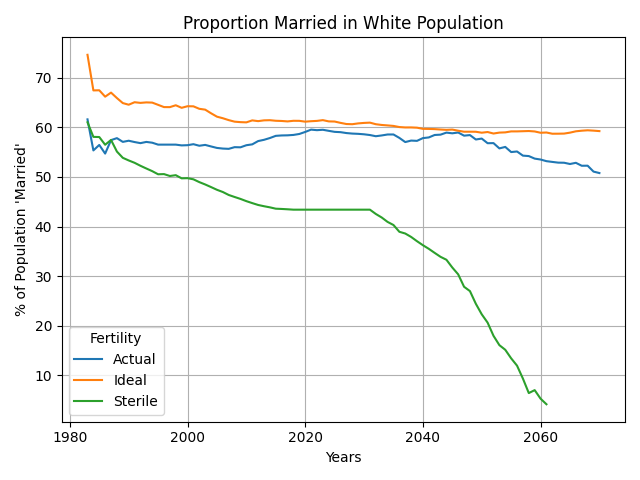 Proportion Married in White Population
% of Population 'Married'
70
60
50
40
30
20
10
Fertility
Actual
Ideal
Sterile
1980
2000
2020
2040
2060
Years